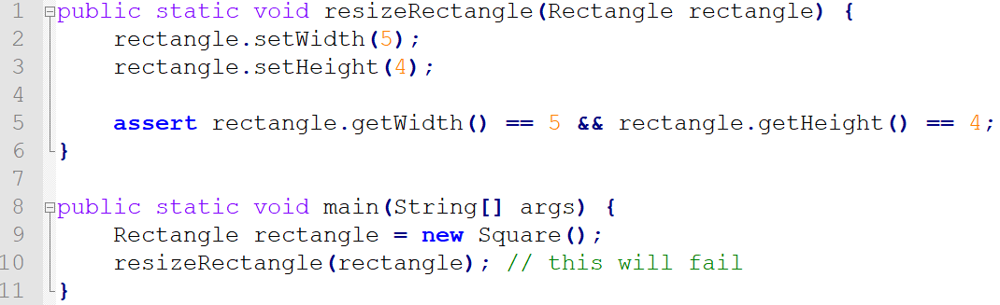 1 public static void resizeRectangle(Rectangle rectangle) {
2 rectangle.setWidth(5);
3 rectangle.setHeight(4);
4
5 assert rectangle.getWidth() == 5 && rectangle.getHeight() == 4;
6 }
7
8 public static void main(String[] args) {
9 Rectangle rectangle = new Square();
10 resizeRectangle(rectangle); // this will fail
11 }